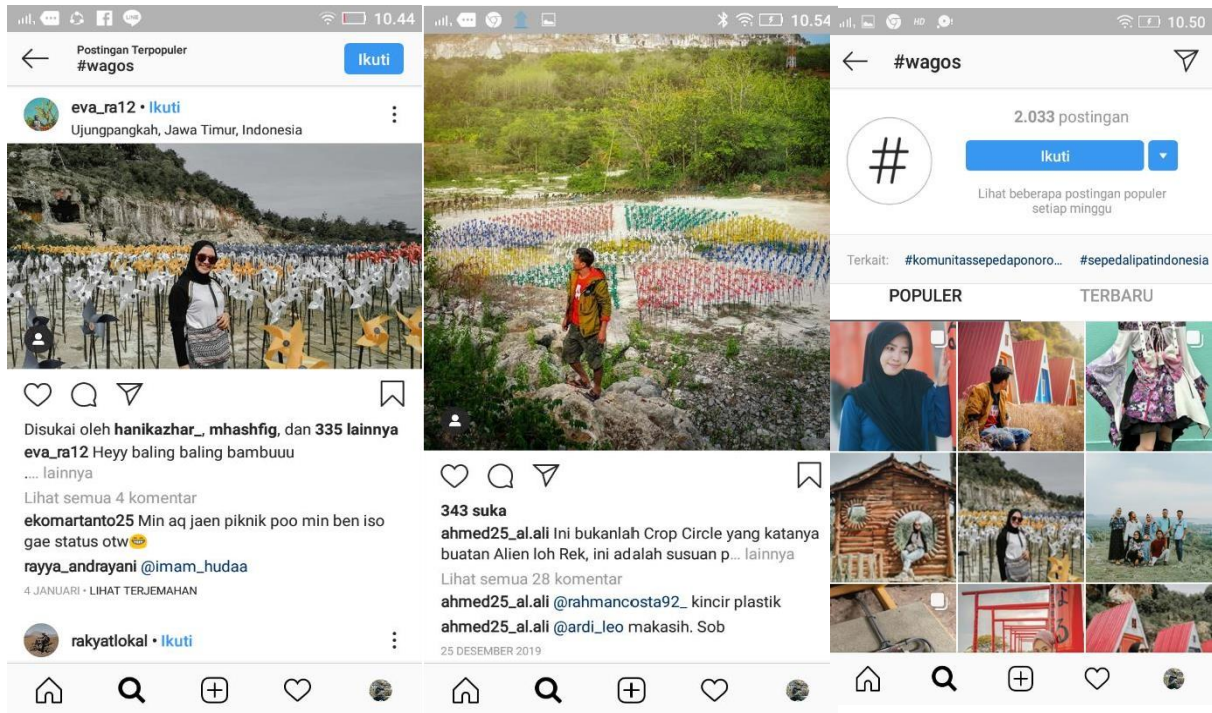 10.44
Postingan Terpopuler
#wagos
Ikuti
eva_ra12 • Ikuti
Ujungpangkah, Jawa Timur, Indonesia
Disukai oleh hanikazhar_, mhashfig, dan 335 lainnya
eva_ra12 Heyy baling baling bambuuu
.... lainnya
Lihat semua 4 komentar
ekomartanto25 Min aq jaen piknik poo min ben iso
gae status otw😂
rayya_andrayani @imam_hudaa
4 JANUARI • LIHAT TERJEMAHAN
rakyatlokal • Ikuti
10.54
343 suka
ahmed25_al.ali Ini bukanlah Crop Circle yang katanya
buatan Alien loh Rek, ini adalah susuan p... lainnya
Lihat semua 28 komentar
ahmed25_al.ali @rahmancosta92_ kincir plastik
ahmed25_al.ali @ardi_leo makasih. Sob
25 DESEMBER 2019
HD 10.50
#wagos
#
2.033 postingan
Ikuti
Lihat beberapa postingan populer
setiap minggu
Terkait: #komunitassepedaponoro... #sepedalipatindonesia
POPULER TERBARU